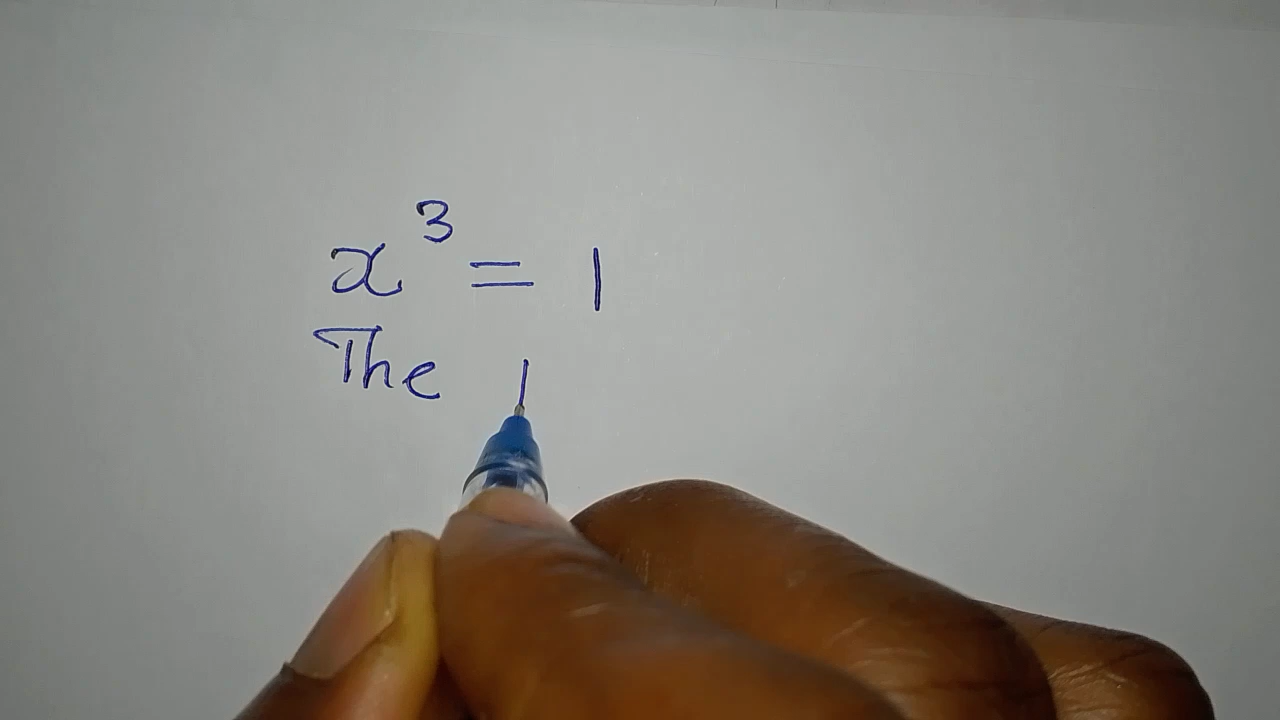 x³ = 1
The